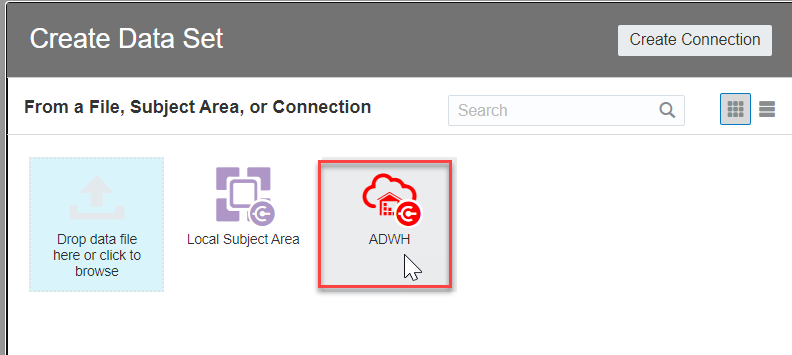 Create Data Set
Create Connection
From a File, Subject Area, or Connection
Search
Drop data file
here or click to
browse
Local Subject Area
ADWH